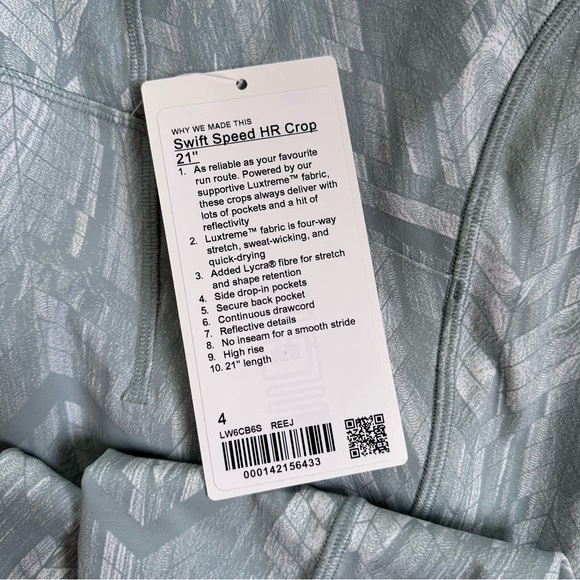 WHY WE MADE THIS
Swift Speed HR Crop
21"
1. As reliable as your favourite
run route. Powered by our
supportive Luxtreme™ fabric,
these crops always deliver with
lots of pockets and a hit of
reflectivity
2. Luxtreme™ fabric is four-way
stretch, sweat-wicking, and
quick-drying
3. Added Lycra® fibre for stretch
and shape retention
4. Side drop-in pockets
5. Secure back pocket
6. Continuous drawcord
7. Reflective details
8. No inseam for a smooth stride
9. High rise
10. 21" length
4
LW6CB6S REEJ
000142156433